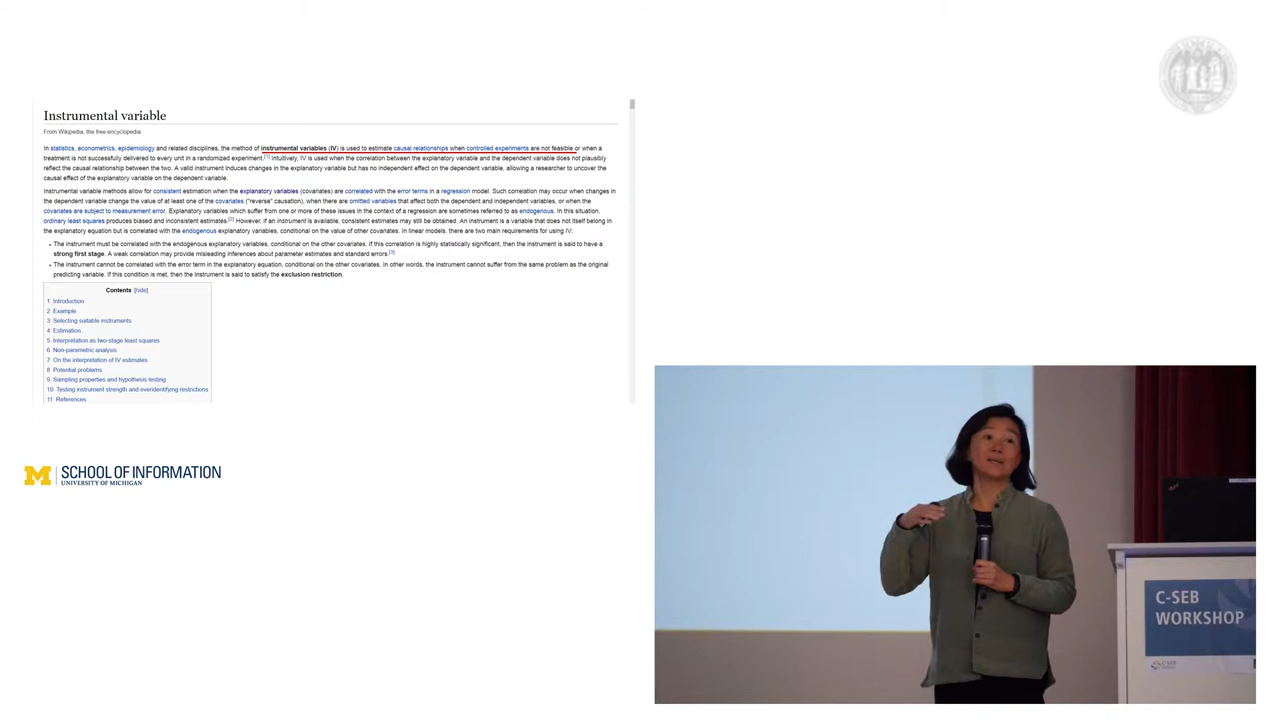 Instrumental variable
From Wikipedia, the free encyclopedia
In statistics, econometrics, epidemiology and related disciplines, the method of instrumental variables (IV) is used to estimate causal relationships when controlled experiments are not feasible or when a
treatment is not successfully delivered to every unit in a randomized experiment.[1] Intuitively, IV is used when the correlation between the explanatory variable and the dependent variable does not plausibly
reflect the causal relationship between the two. A valid instrument induces changes in the explanatory variable but has no independent effect on the dependent variable, allowing a researcher to uncover the
causal effect of the explanatory variable on the dependent variable.
Instrumental variable methods allow for consistent estimation when the explanatory variables (covariates) are correlated with the error terms in a regression model. Such correlation may occur when changes in
the dependent variable change the value of at least one of the covariates ("reverse" causation), when there are omitted variables that affect both the dependent and independent variables, or when the
covariates are subject to measurement error. Explanatory variables which suffer from one or more of these issues in the context of a regression are sometimes referred to as endogenous. In this situation,
ordinary least squares produces biased and inconsistent estimates.[2] However, if an instrument is available, consistent estimates may still be obtained. An instrument is a variable that does not itself belong in
the explanatory equation but is correlated with the endogenous explanatory variables, conditional on the value of other covariates. In linear models, there are two main requirements for using IV:
• The instrument must be correlated with the endogenous explanatory variables, conditional on the other covariates. If this correlation is highly statistically significant, then the instrument is said to have a
strong first stage. A weak correlation may provide misleading inferences about parameter estimates and standard errors.[3]
• The instrument cannot be correlated with the error term in the explanatory equation, conditional on the other covariates. In other words, the instrument cannot suffer from the same problem as the original
predicting variable. If this condition is met, then the instrument is said to satisfy the exclusion restriction.
Contents [hide]
1 Introduction
2 Example
3 Selecting suitable instruments
4 Estimation
5 Interpretation as two-stage least squares
6 Non-parametric analysis
7 On the interpretation of IV estimates
8 Potential problems
9 Sampling properties and hypothesis testing
10 Testing instrument strength and overidentifying restrictions
11 References
M SCHOOL OF INFORMATION
UNIVERSITY OF MICHIGAN
C-SEB
WORKSHOP
C-SEB